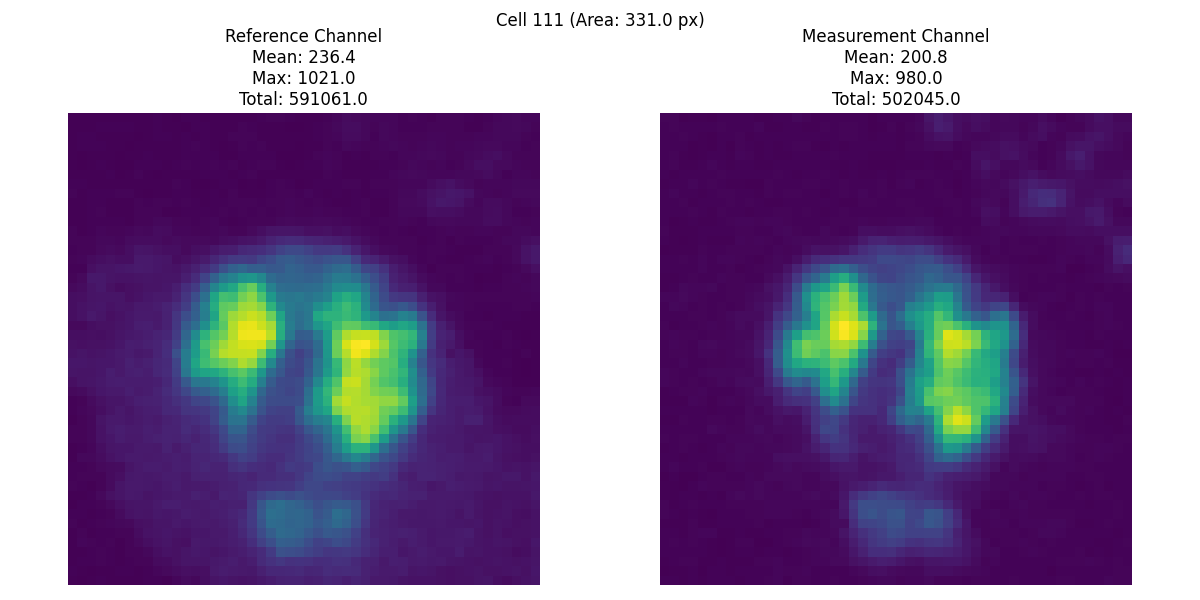 Cell 111 (Area: 331.0 px)
Reference Channel
Mean: 236.4
Max: 1021.0
Total: 591061.0
Measurement Channel
Mean: 200.8
Max: 980.0
Total: 502045.0